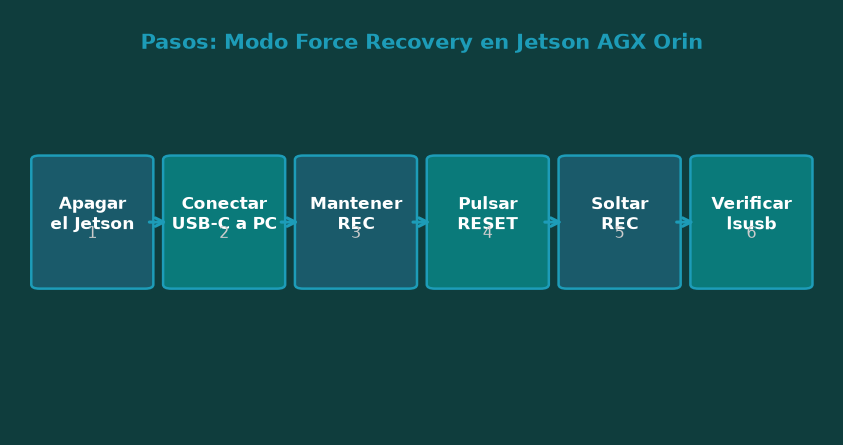 Pasos: Modo Force Recovery en Jetson AGX Orin
Apagar
el Jetson
1
Conectar
USB-C a PC
2
Mantener
REC
3
Pulsar
RESET
4
Soltar
REC
5
Verificar
lsusb
6